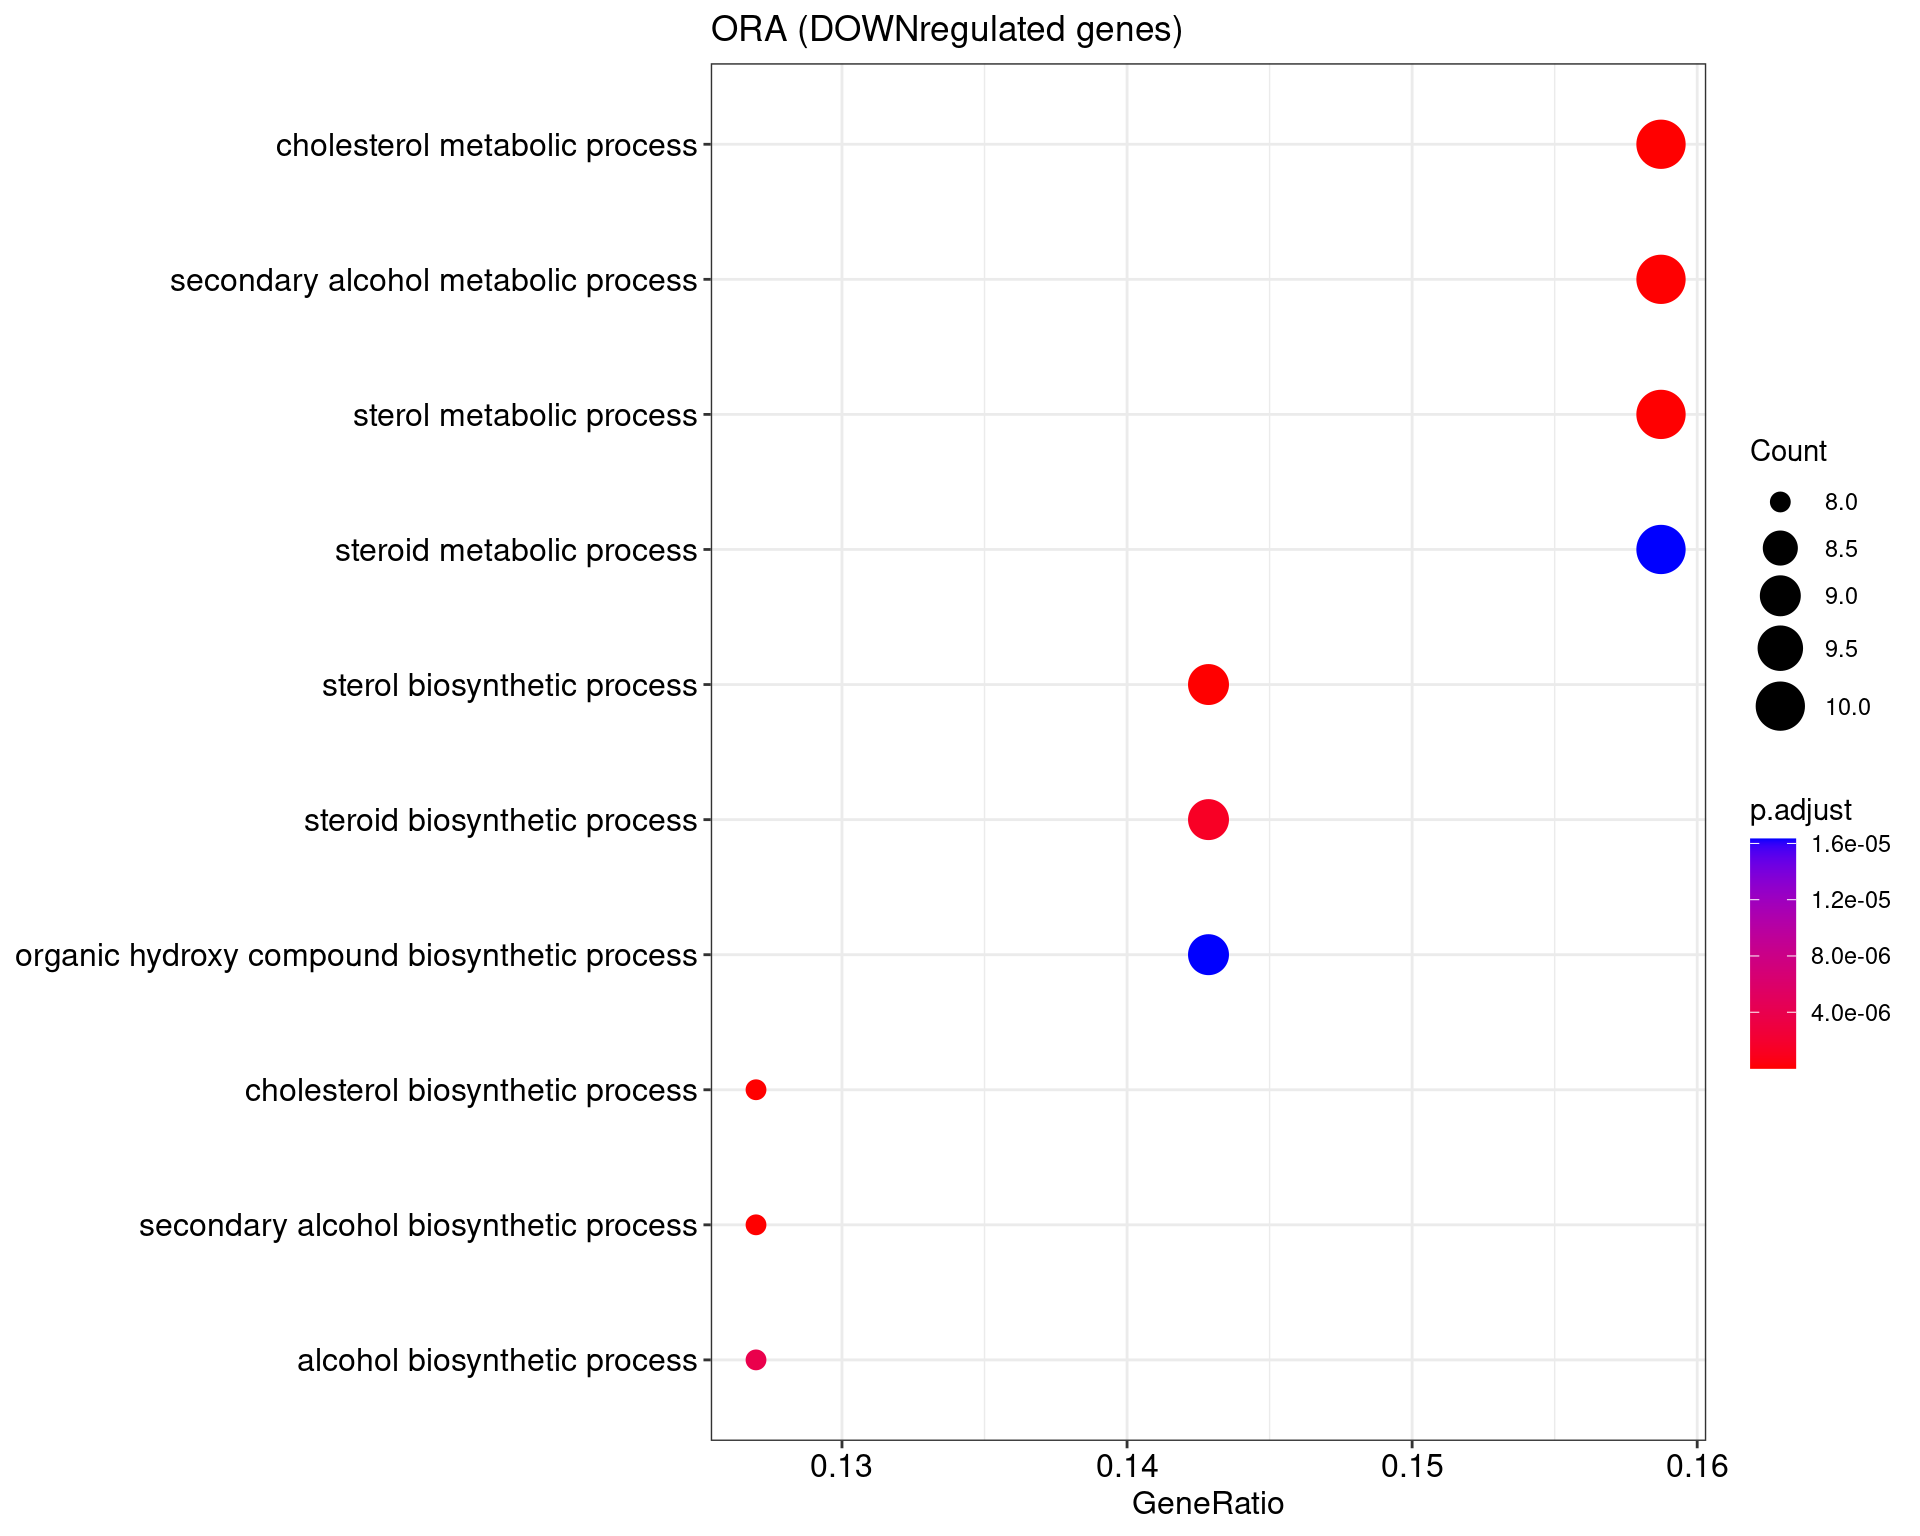 ORA (DOWNregulated genes)
cholesterol metabolic process
secondary alcohol metabolic process
sterol metabolic process
steroid metabolic process
sterol biosynthetic process
steroid biosynthetic process
organic hydroxy compound biosynthetic process
cholesterol biosynthetic process
secondary alcohol biosynthetic process
alcohol biosynthetic process
0.13 0.14 0.15 0.16
GeneRatio
Count
8.0
8.5
9.0
9.5
10.0
p.adjust
1.6e-05
1.2e-05
8.0e-06
4.0e-06